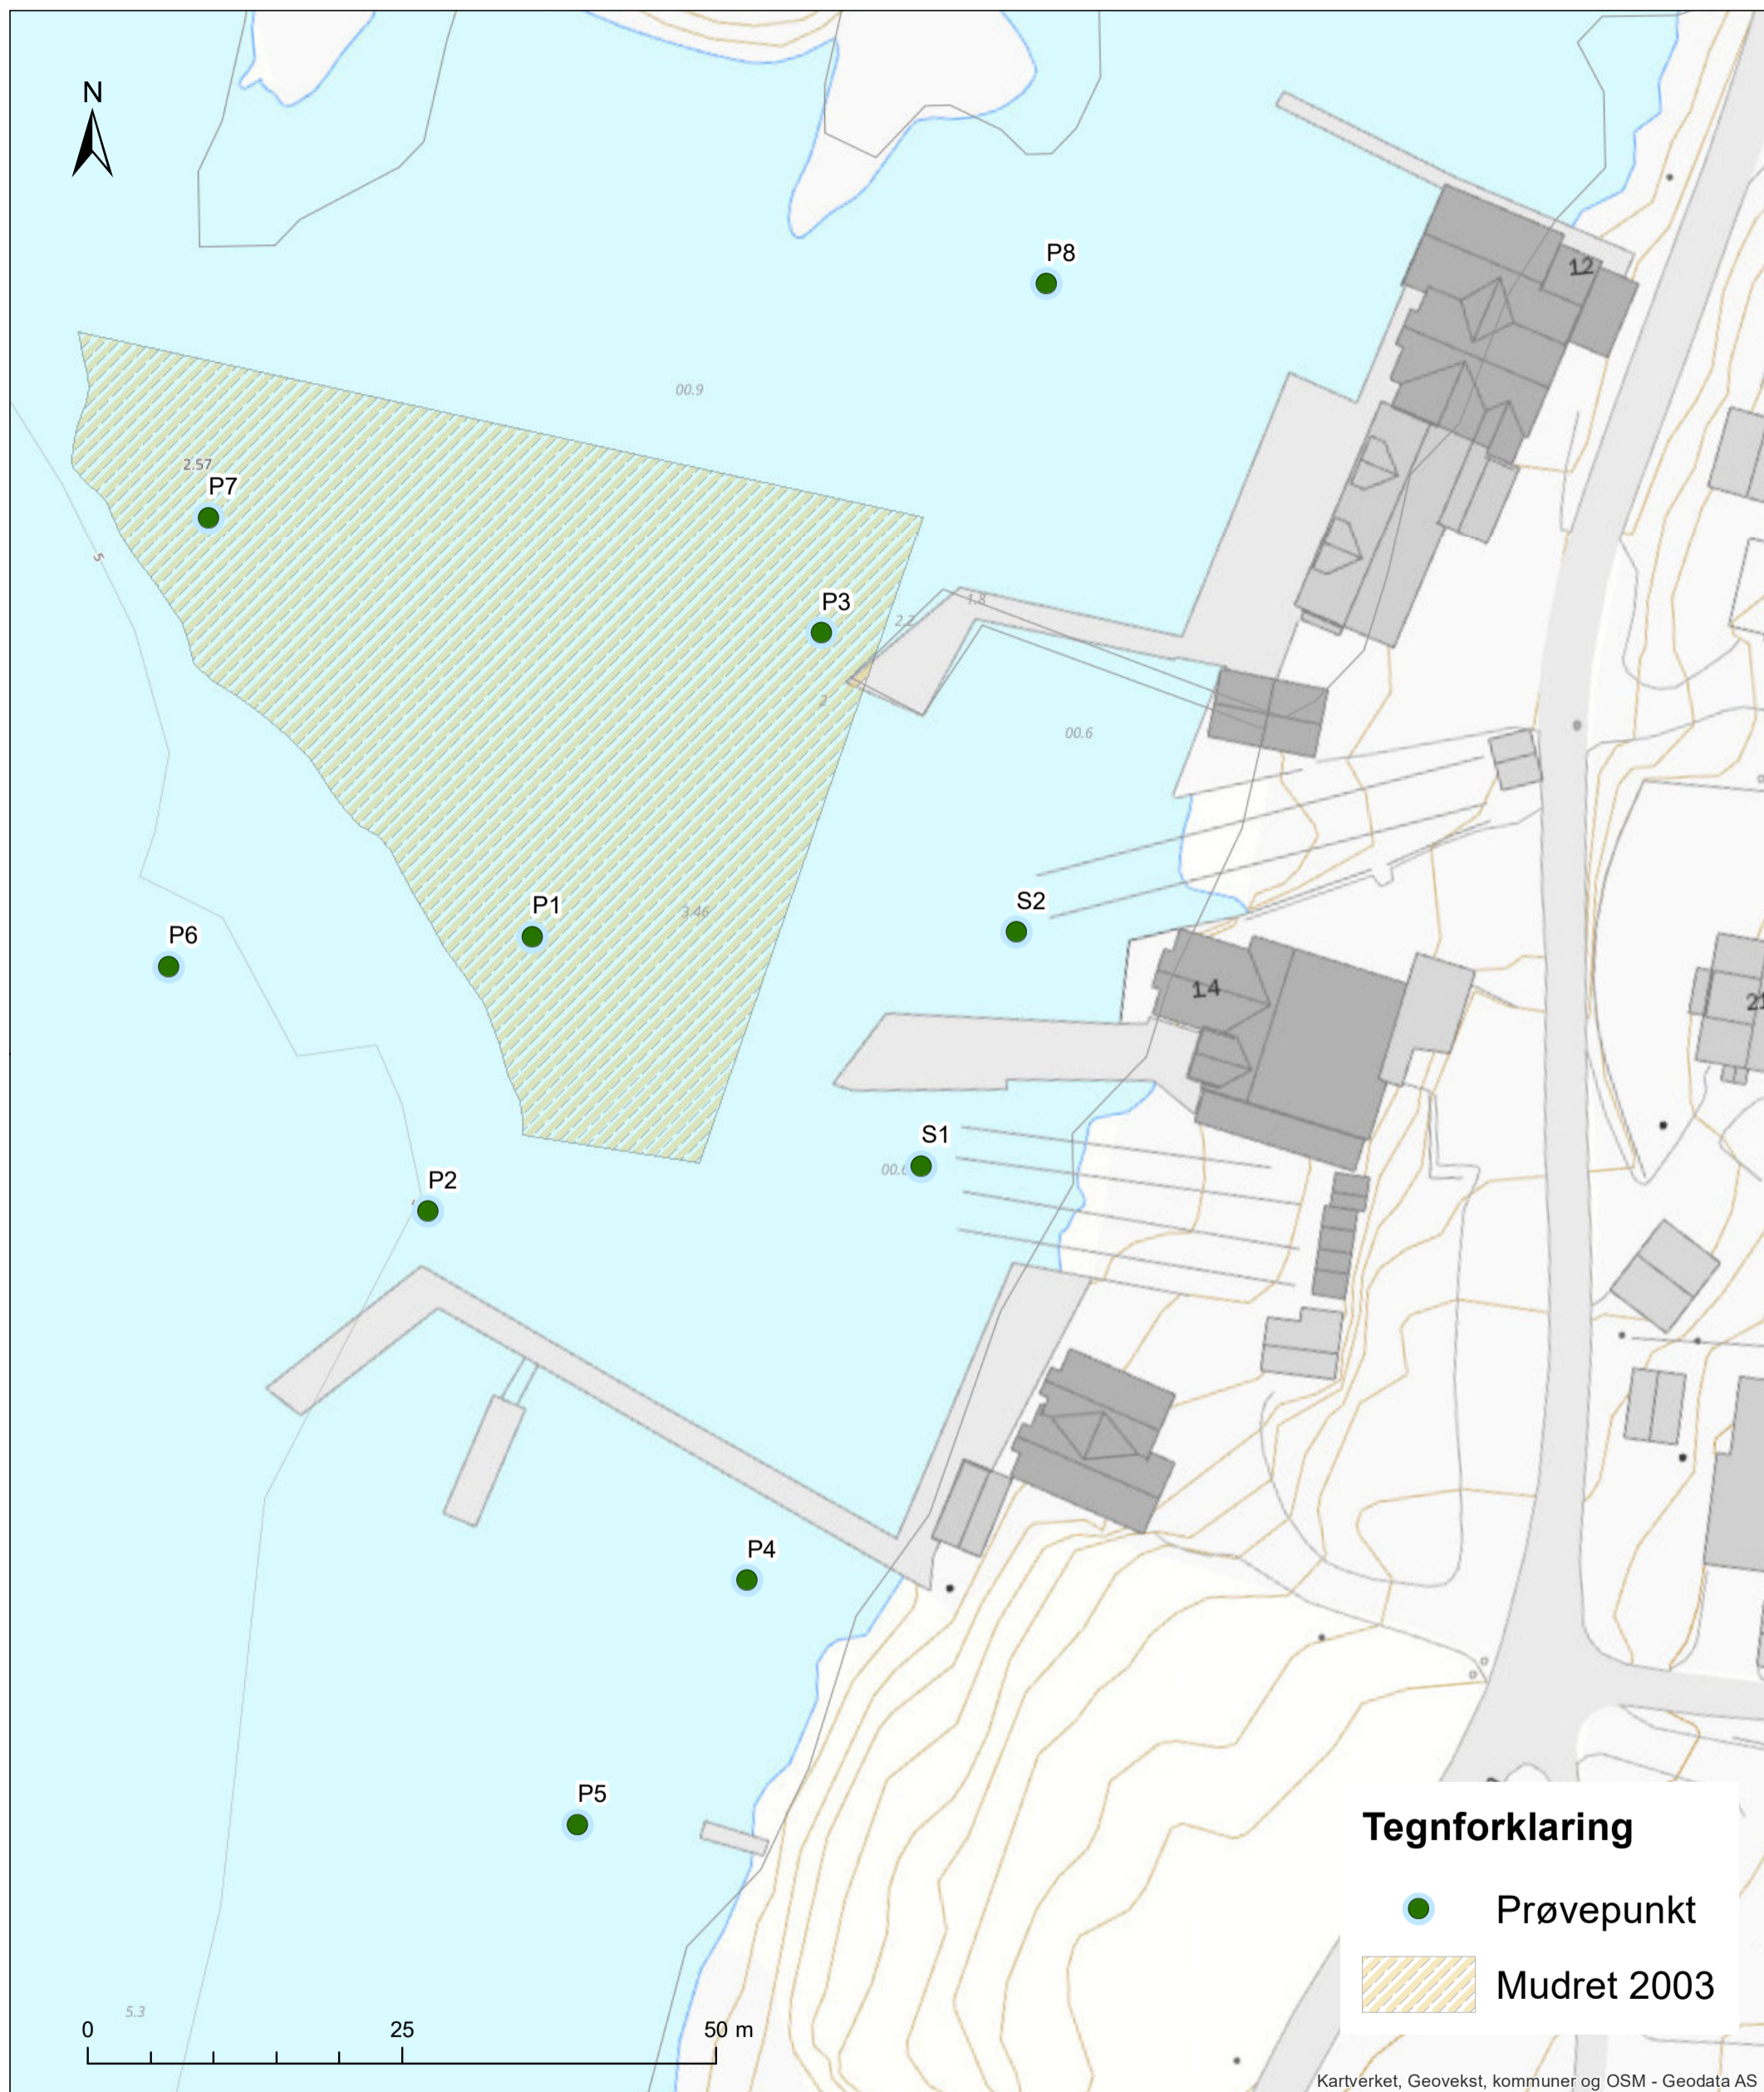 N
P8
12
00.9
2.57
P7
5
P3
1.8
2.2
2
00.6
P1
3.46
S2
P6
14
S1
P2
P4
P5
Tegnforklaring
Prøvepunkt
Mudret 2003
5.3
0
25
50 m
Kartverket, Geovekst, kommuner og OSM - Geodata AS